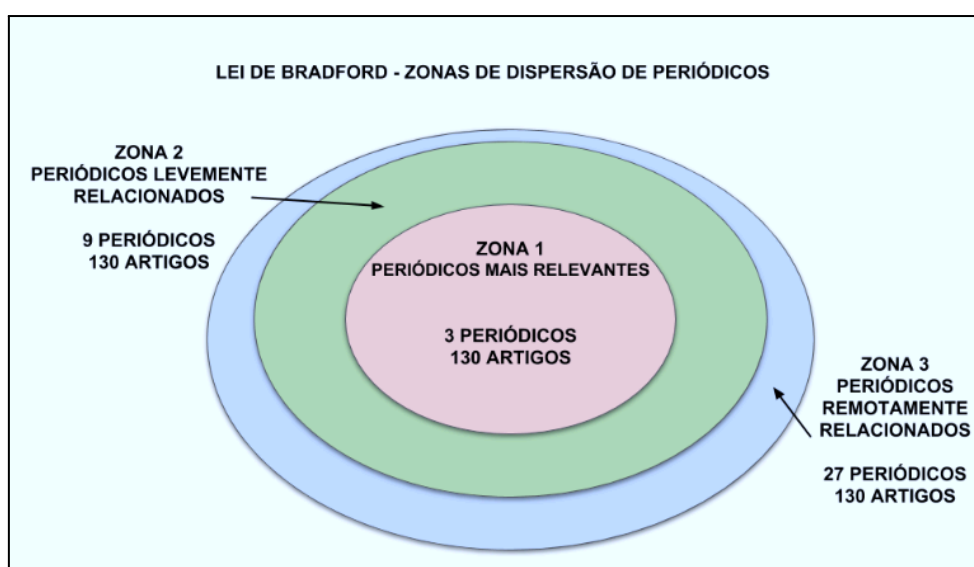 LEI DE BRADFORD - ZONAS DE DISPERSÃO DE PERIÓDICOS
ZONA 2
PERIÓDICOS LEVEMENTE
RELACIONADOS
9 PERIÓDICOS
130 ARTIGOS
ZONA 1
PERIÓDICOS MAIS RELEVANTES
3 PERIÓDICOS
130 ARTIGOS
ZONA 3
PERIÓDICOS
REMOTAMENTE
RELACIONADOS
27 PERIÓDICOS
130 ARTIGOS